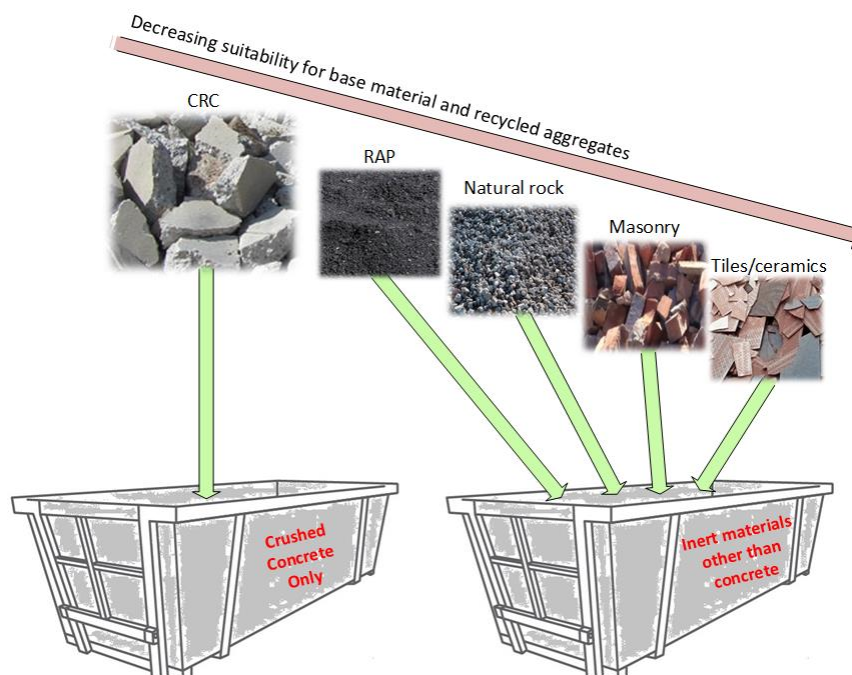 Decreasing suitability for base material and recycled aggregates
CRC
RAP
Natural rock
Masonry
Tiles/ceramics
Crushed
Concrete
Only
Inert materials
other than
concrete